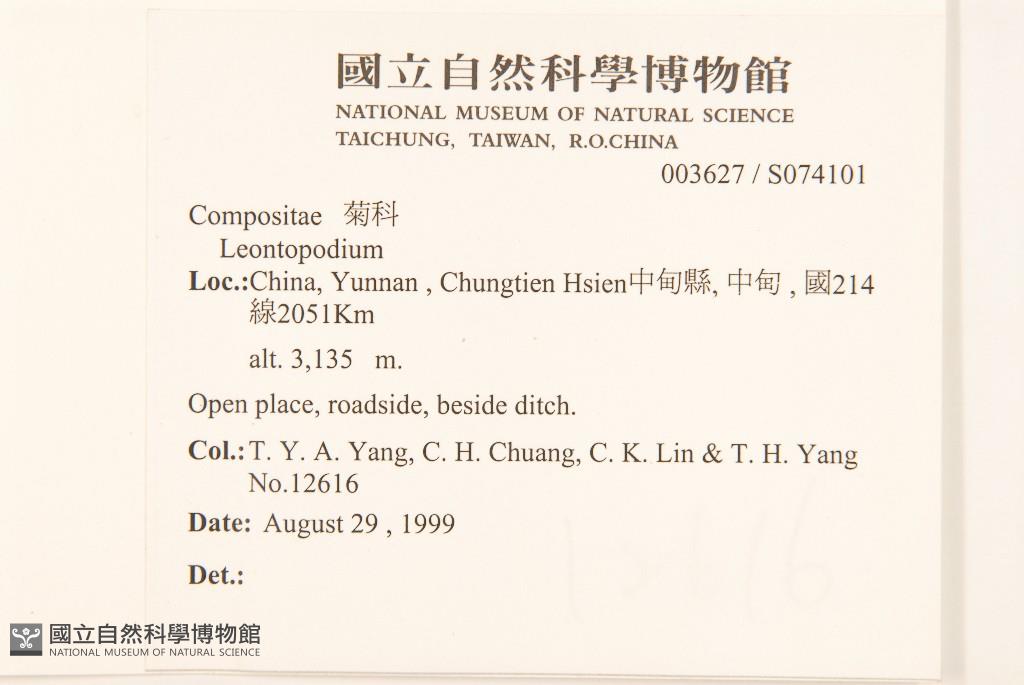 國立自然科學博物館
NATIONAL MUSEUM OF NATURAL SCIENCE
TAICHUNG, TAIWAN, R.O.CHINA
003627 / S074101
Compositae 菊科
Leontopodium
Loc.:China, Yunnan , Chungtien Hsien中甸縣, 中甸 , 國214
線2051Km
alt. 3,135 m.
Open place, roadside, beside ditch.
Col.:T. Y. A. Yang, C. H. Chuang, C. K. Lin & T. H. Yang
No.12616
Date: August 29 , 1999
Det.:
國立自然科學博物館
NATIONAL MUSEUM OF NATURAL SCIENCE